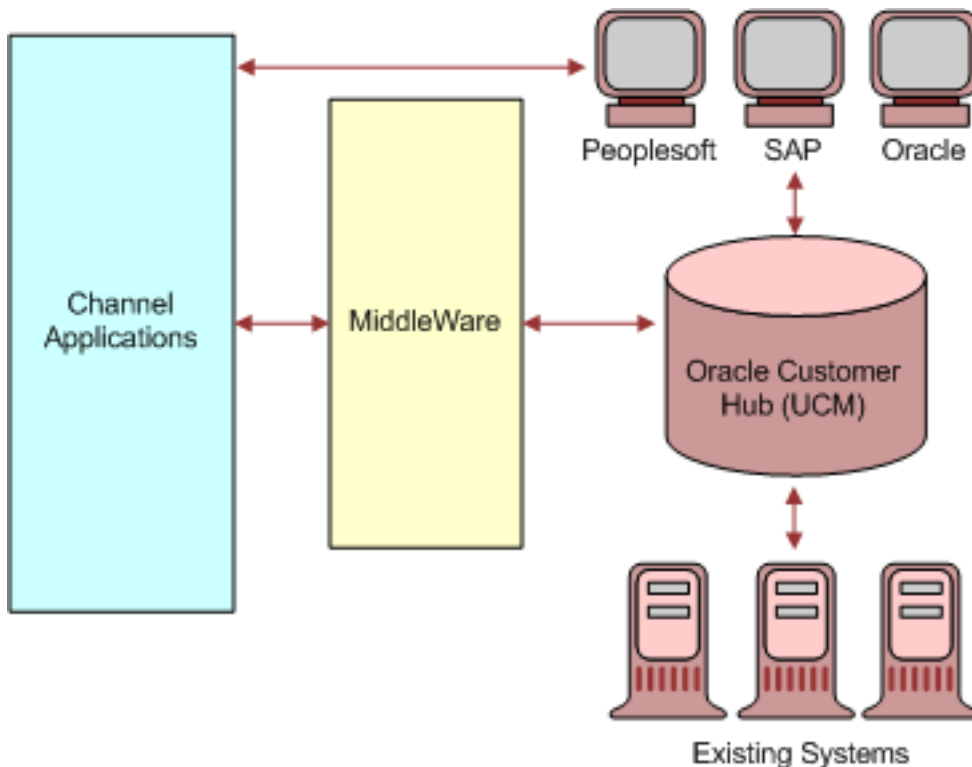 Peoplesoft SAP Oracle
Channel
Applications
MiddleWare
Oracle Customer
Hub (UCM)
Existing Systems